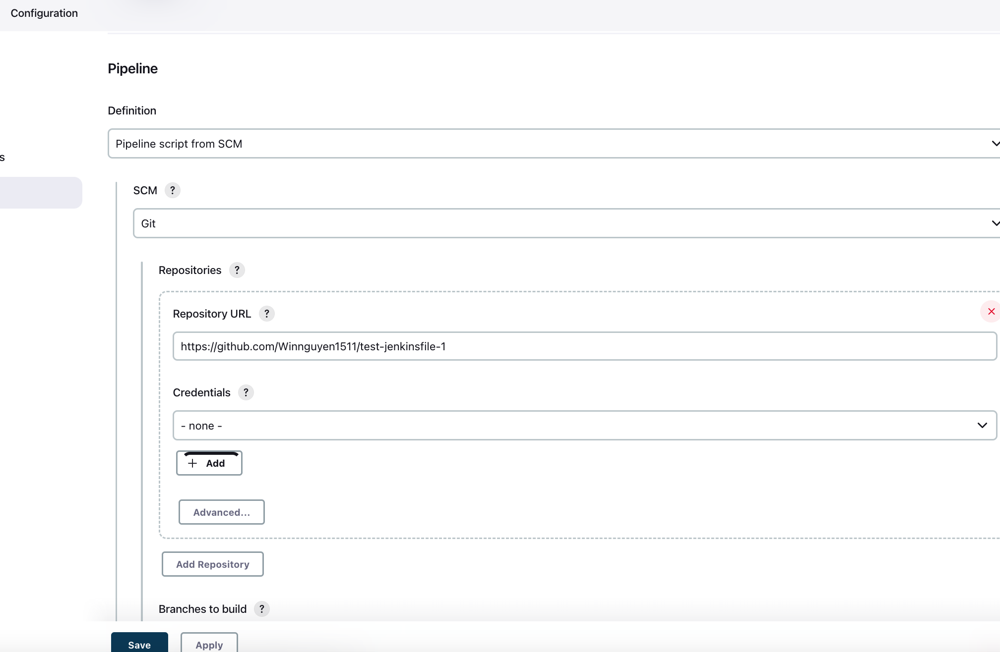 Configuration
Pipeline
Definition
Pipeline script from SCM
s
SCM ?
Git
Repositories ?
Repository URL ?
https://github.com/Winnguyen1511/test-jenkinsfile-1
Credentials ?
- none -
+ Add
Advanced...
Add Repository
Branches to build ?
Save Apply